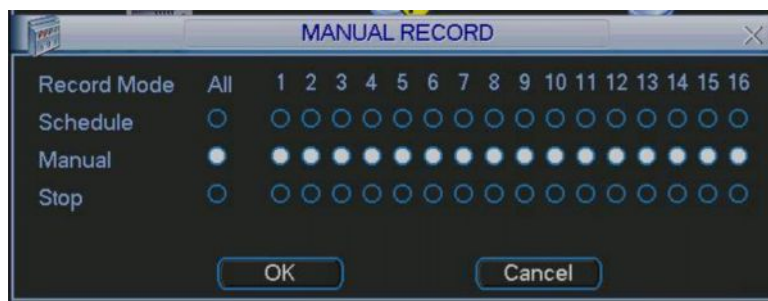 MANUAL RECORD
Record Mode All 1 2 3 4 5 6 7 8 9 10 11 12 13 14 15 16
Schedule
Manual
Stop
OK Cancel